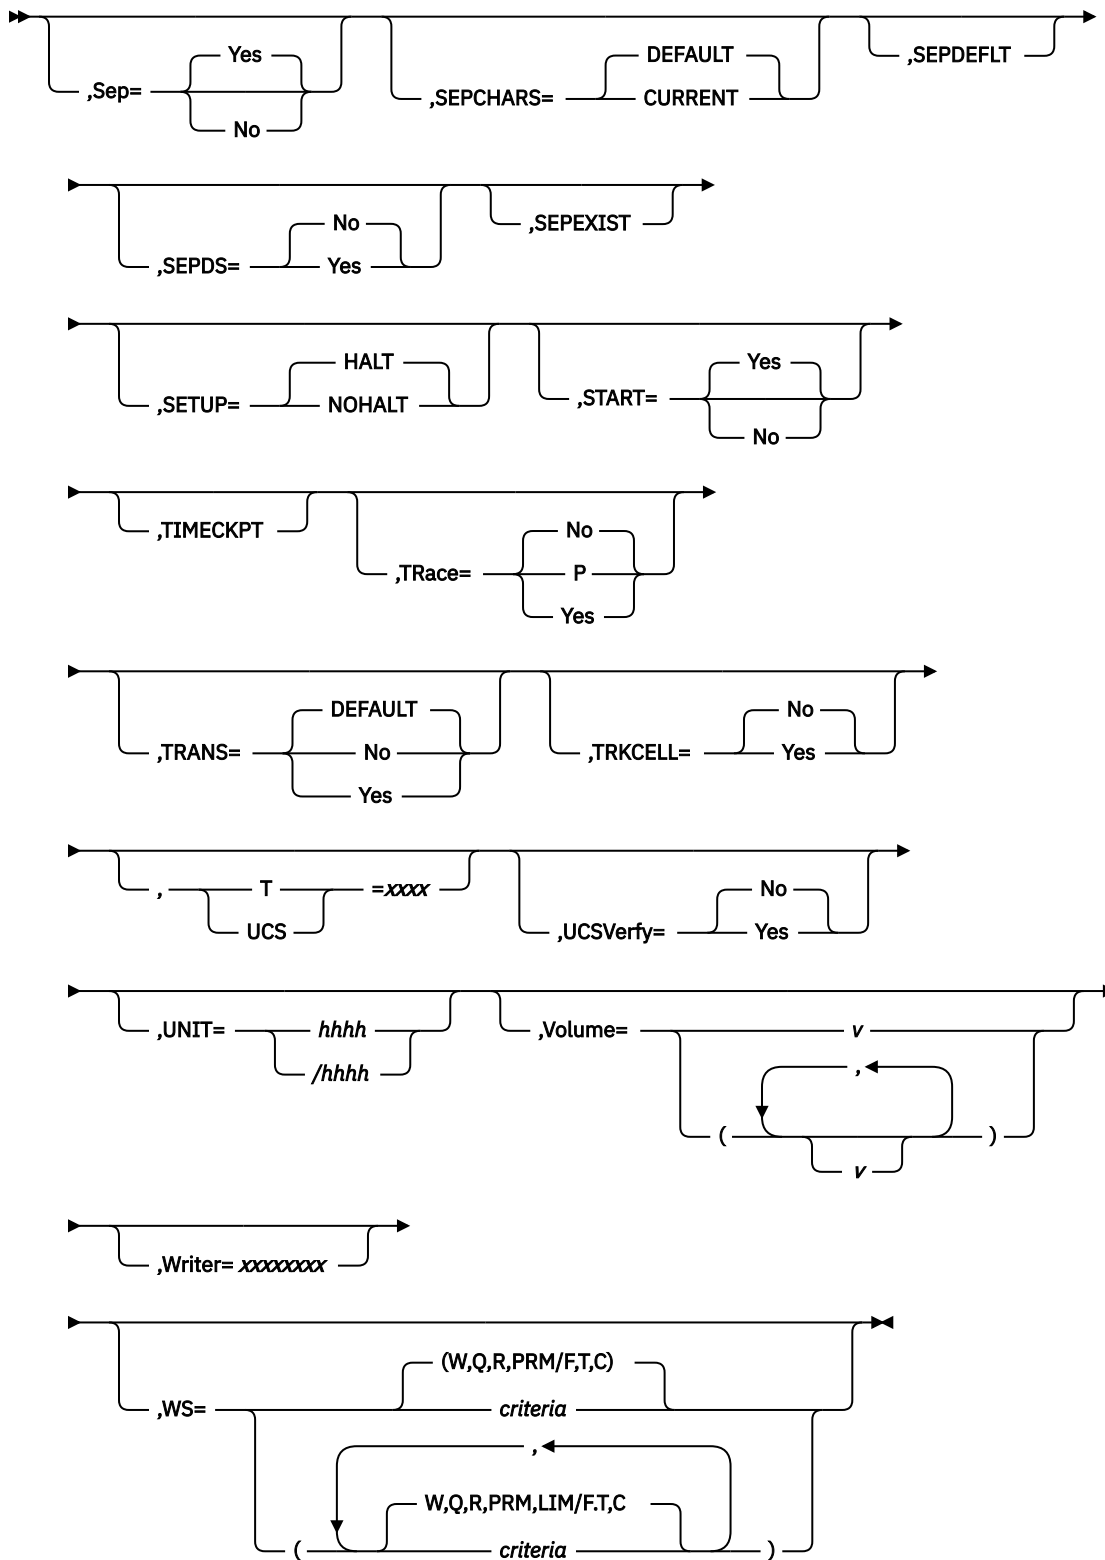 Yes DEFAULT ,SEPDEFLT
,Sep= ,SEPCHARS= CURRENT
No
No ,SEPEXIST
,SEPDS= Yes
HALT Yes
,SETUP= NOHALT ,START=
No
,TIMECKPT No
,TRace= P
Yes
DEFAULT No
,TRANS= No ,TRKCELL= Yes
Yes
, T =xxxx No
UCS ,UCSVerfy= Yes
,UNIT= hhhh ,Volume= v
/hhhh ,
( )
v
,Writer= xxxxxxxx
(W,Q,R,PRM/F,T,C)
,WS= criteria
,
W,Q,R,PRM,LIM/F.T,C
( criteria )